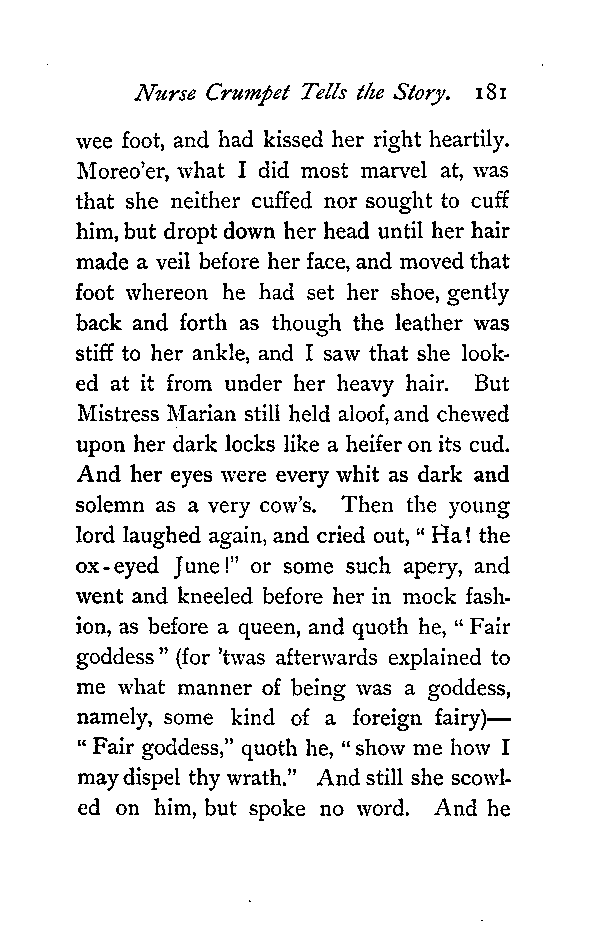 Nurse Crumpet Tells the Story. 181
wee foot, and had kissed her right heartily.
Moreo'er, what I did most marvel at, was
that she neither cuffed nor sought to cuff
him, but dropt down her head until her hair
made a veil before her face, and moved that
foot whereon he had set her shoe, gently
back and forth as though the leather was
stiff to her ankle, and I saw that she look-
ed at it from under her heavy hair. But
Mistress Marian still held aloof, and chewed
upon her dark locks like a heifer on its cud.
And her eyes were every whit as dark and
solemn as a very cow's. Then the young
lord laughed again, and cried out, "Ha! the
ox-eyed June!" or some such apery, and
went and kneeled before her in mock fash-
ion, as before a queen, and quoth he, "Fair
goddess" (for 'twas afterwards explained to
me what manner of being was a goddess,
namely, some kind of a foreign fairy)—
"Fair goddess," quoth he, "show me how I
may dispel thy wrath." And still she scowl-
ed on him, but spoke no word. And he